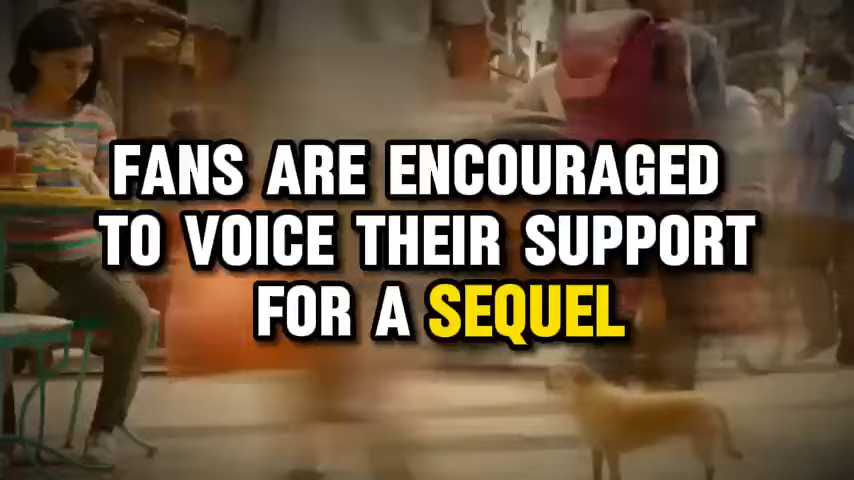 FANS ARE ENCOURAGED
TO VOICE THEIR SUPPORT
FOR A SEQUEL